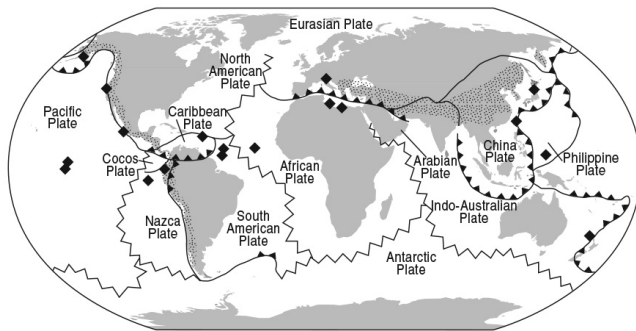 Eurasian Plate
North
American
Plate
Pacific
Plate
Caribbean
Plate
Cocos
Plate
African
Plate
Arabian
Plate
China
Plate
Philippine
Plate
Indo-Australian
Plate
Nazca
Plate
South
American
Plate
Antarctic
Plate